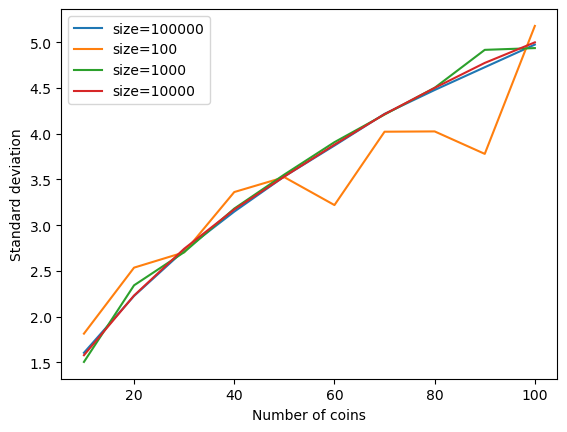 size=100000
size=100
size=1000
size=10000
5.0
4.5
4.0
3.5
3.0
2.5
2.0
1.5
Standard deviation
20
40
60
80
100
Number of coins